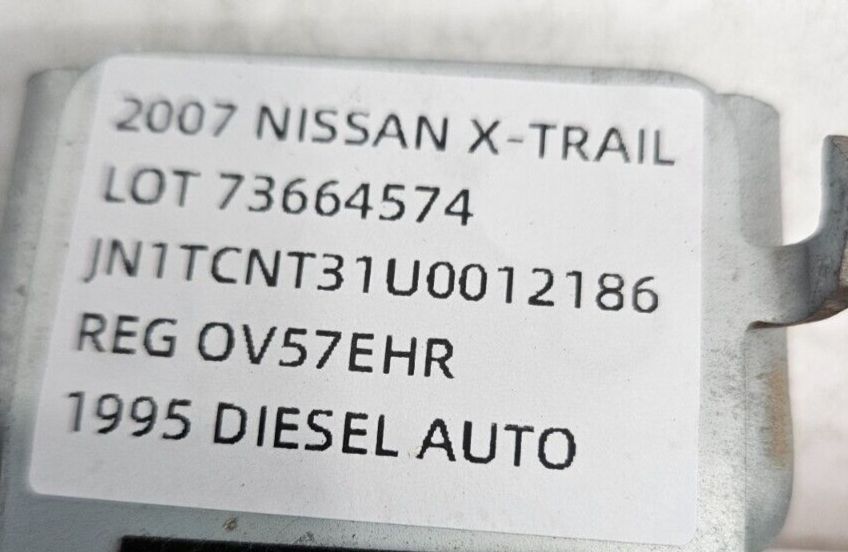 2007 NISSAN X-TRAIL
LOT 73664574
JN1TCNT31U0012186
REG OV57EHR
1995 DIESEL AUTO